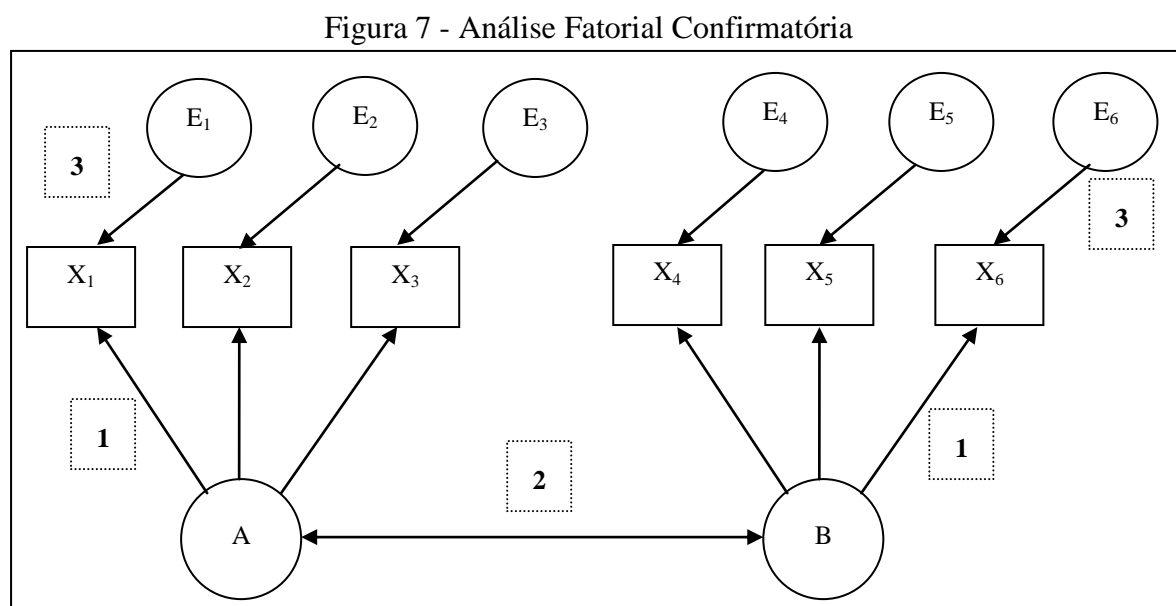 Figura 7 - Análise Fatorial Confirmatória
E₁ E₂ E₃ E₄ E₅ E₆
3 3
X₁ X₂ X₃ X₄ X₅ X₆
1 1
2
A B